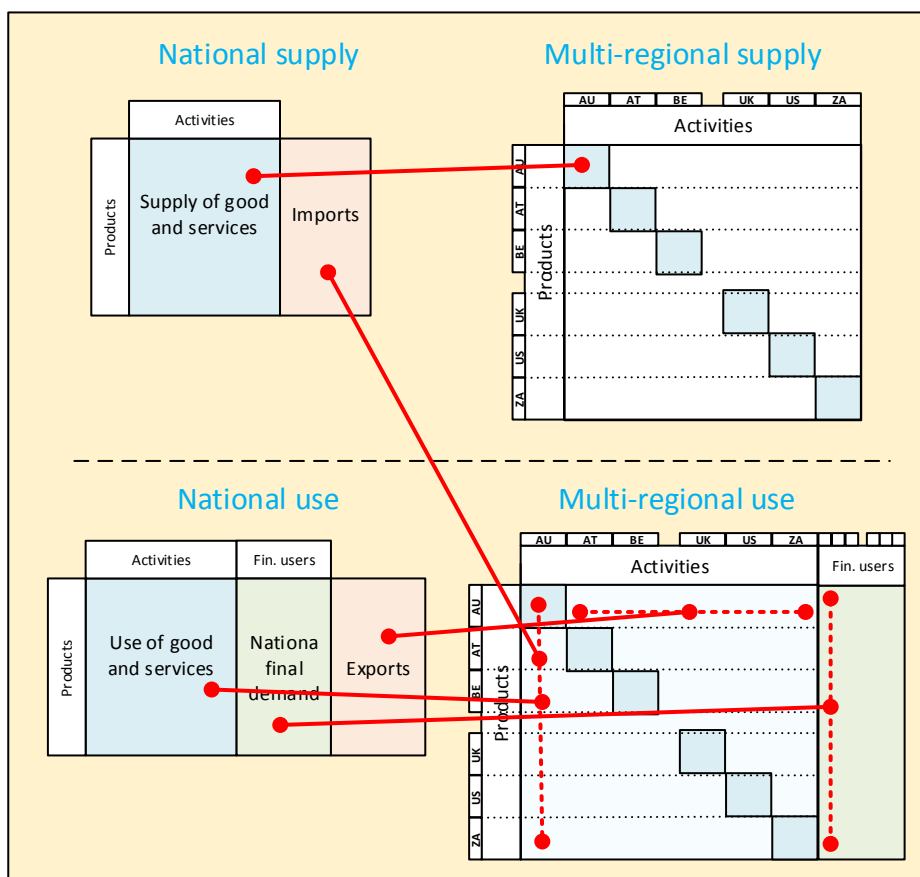 National supply
Multi-regional supply
AU AT BE UK US ZA
Activities
Activities
AU
AT
BE
UK
US
ZA
Products
Products
Supply of good
and services
Imports
National use
Multi-regional use
AU AT BE UK US ZA
Activities
Fin. users
Activities
Fin. users
AU
AT
BE
UK
US
ZA
Products
Products
Use of good
and services
Nationa
final
demand
Exports